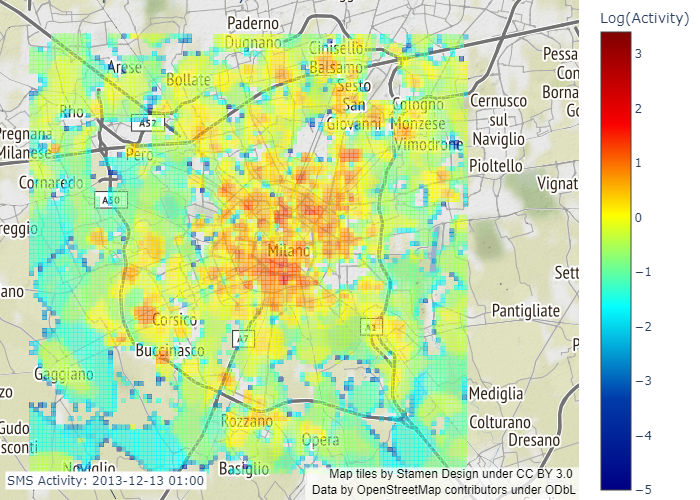 Log(Activity)
Paderno
Dugnano
Cinisello
Balsamo
Arese
Bollate
Sesto
San
Giovanni
Pessa
Con
Borna
Go
Rho
A52
Cologno
Monzese
Cernusco
sul
Naviglio
Pregnana
Milanese
Pero
Vimodrone
Pioltello
Cornaredo
A50
Vignat
reggio
Milano
Sett
ano
Corsico
A1
Pantigliate
A7
Buccinasco
P
Gaggiano
zo
Mediglia
Rozzano
Colturano
Gudo
sconti
Opera
Dresano
Noviglio
Basiglio
SMS Activity: 2013-12-13 01:00
Map tiles by Stamen Design under CC BY 3.0
Data by OpenStreetMap contributors under ODbL
3
2
1
0
−1
−2
−3
−4
−5